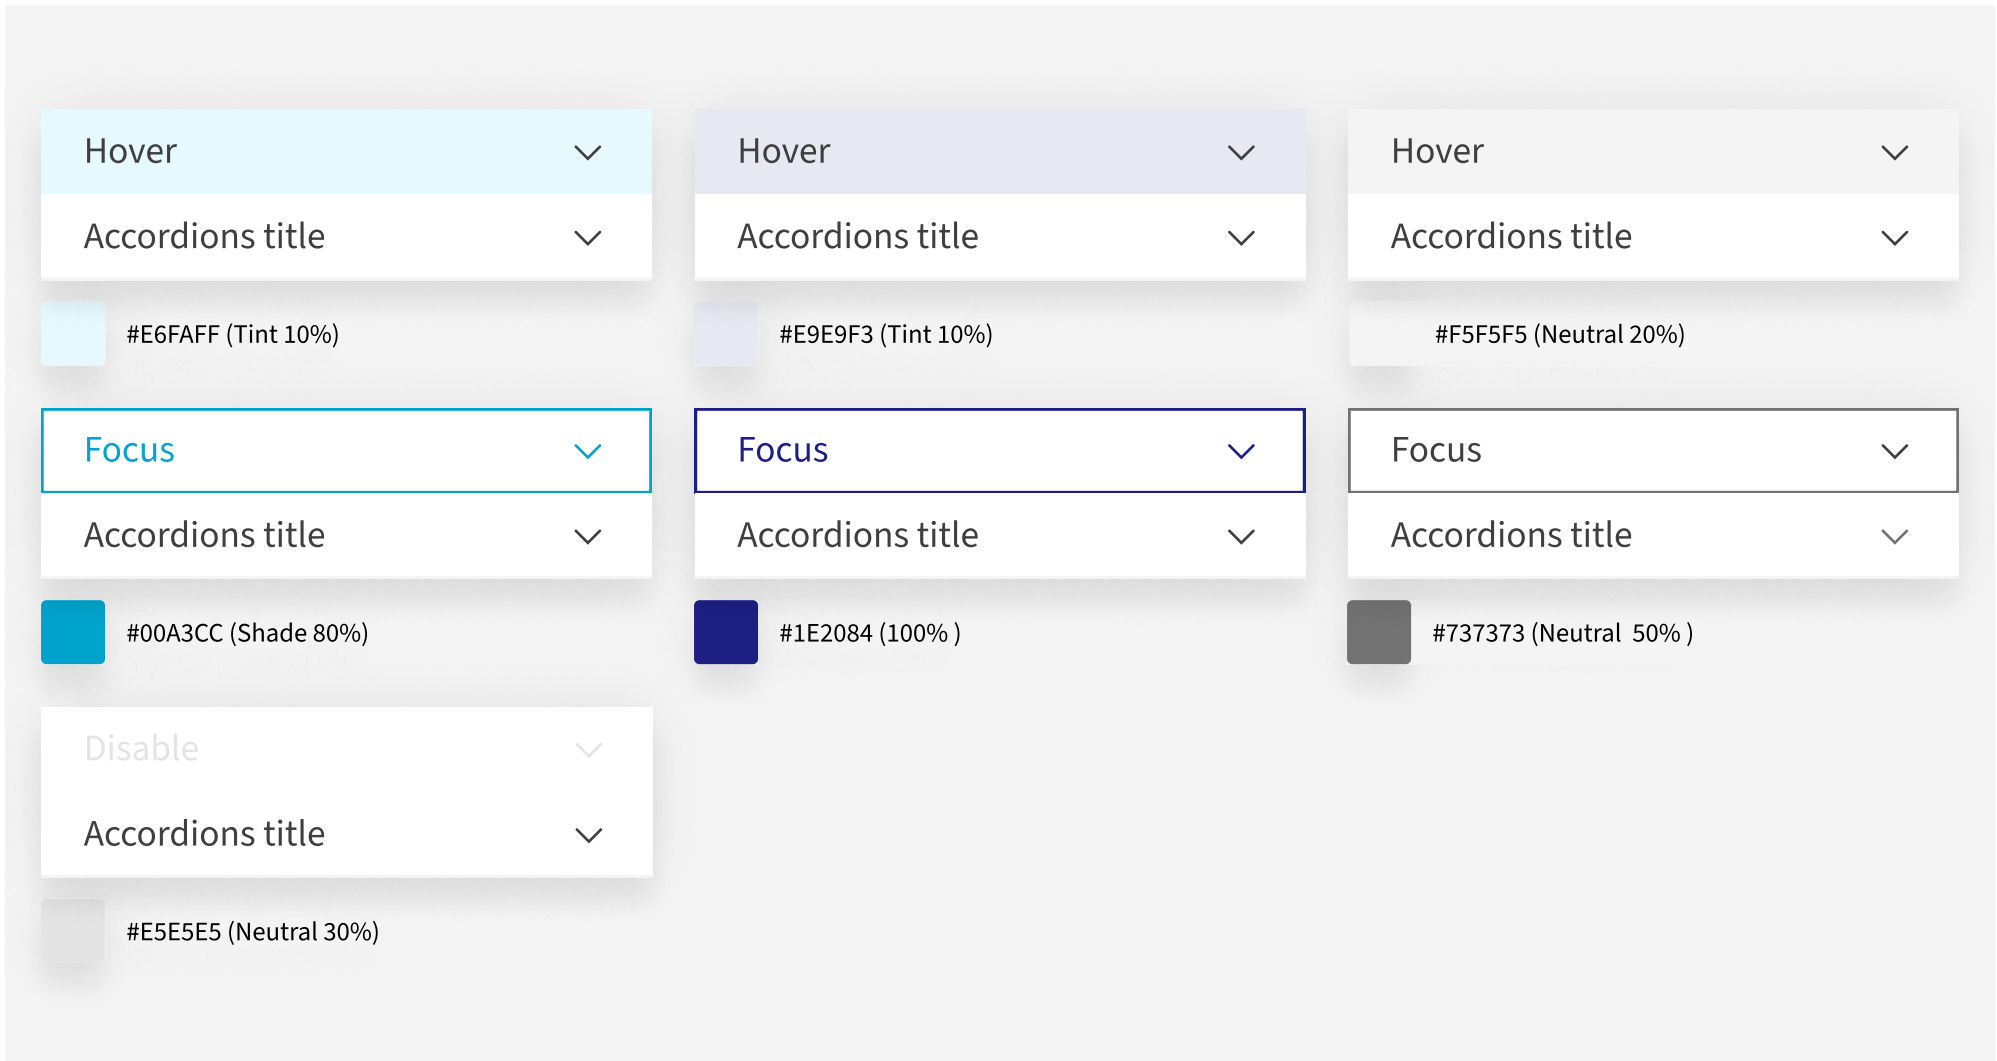 Hover
Accordions title
#E6FAFF (Tint 10%)
Hover
Accordions title
#E9E9F3 (Tint 10%)
Hover
Accordions title
#F5F5F5 (Neutral 20%)
Focus
Accordions title
#00A3CC (Shade 80%)
Focus
Accordions title
#1E2084 (100% )
Focus
Accordions title
#737373 (Neutral  50% )
Disable
Accordions title
#E5E5E5 (Neutral 30%)